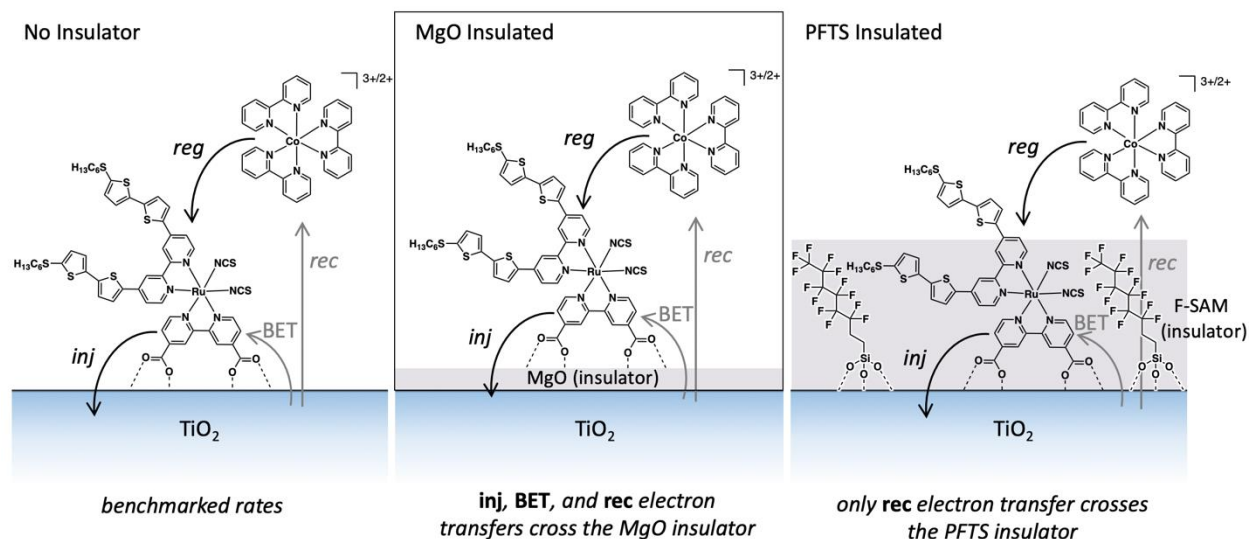 No Insulator
3+/2+
N
N N
Co
N N
N
reg
H₁₃C₆S
S
S
H₁₃C₆S
S
S
N
N
NCS
Ru
NCS
N N
inj
BET
rec
O O
O O
TiO₂
benchmarked rates
MgO Insulated
3+/2+
N
N N
Co
N N
N
reg
H₁₃C₆S
S
S
H₁₃C₆S
S
S
N
N
NCS
Ru
NCS
N N
inj
BET
rec
O O
O O
MgO (insulator)
TiO₂
inj, BET, and rec electron
transfers cross the MgO insulator
PFTS Insulated
3+/2+
N
N N
Co
N N
N
reg
H₁₃C₆S
S
S
H₁₃C₆S
S
S
N
N
NCS
Ru
NCS
N N
inj
BET
rec
F F F F F F F F F F F F F
Si
O O O
O O
O O
F F F F F F F F F F F F F
Si
O O O
F-SAM
(insulator)
TiO₂
only rec electron transfer crosses
the PFTS insulator